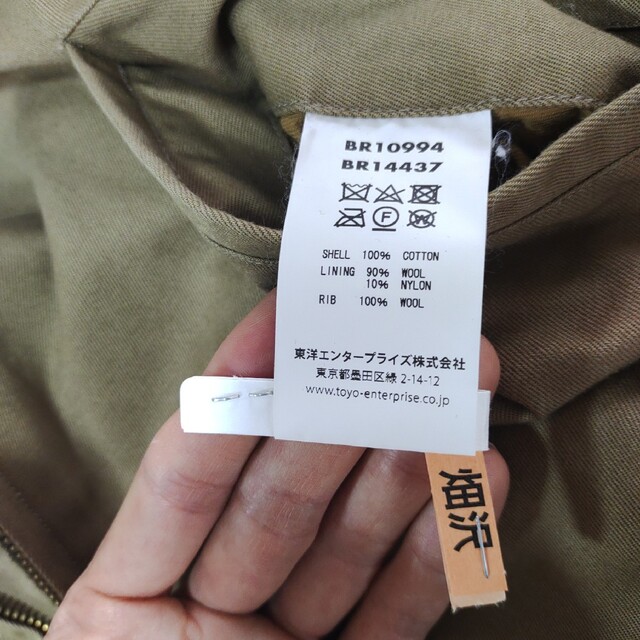 BR10994
BR14437
SHELL 100% COTTON
LINING 90% WOOL
10% NYLON
RIB 100% WOOL
東洋エンタープライズ株式会社
東京都墨田区緑 2-14-12
www.toyo-enterprise.co.jp
畑沢